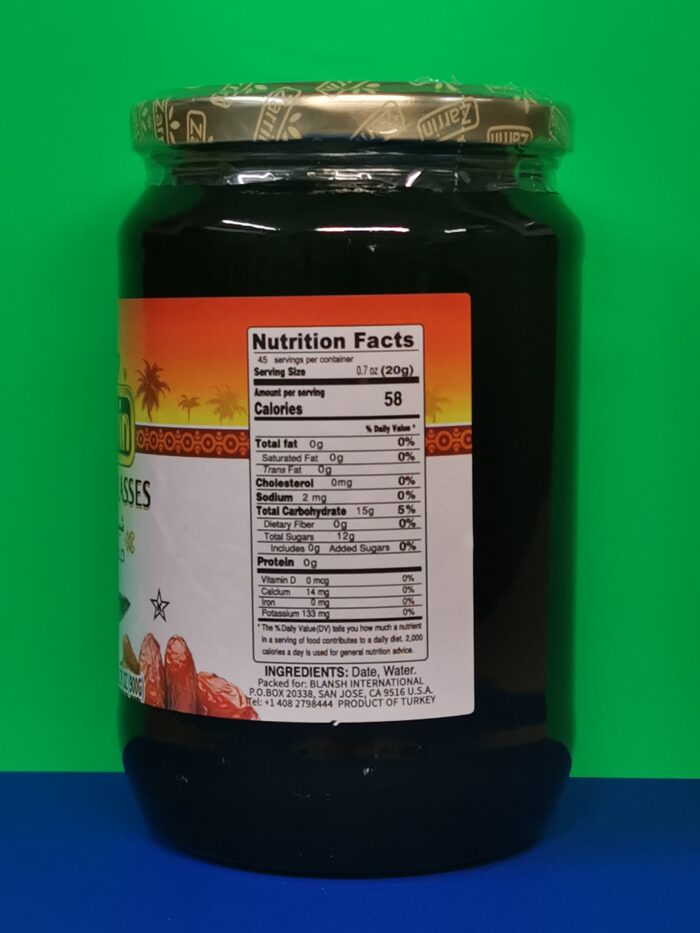 Zarrin
Zarrin
Zarrin
Nutrition Facts
45 servings per container
Serving Size 0.7 oz (20g)
Amount per serving
Calories 58
% Daily Value *
Total fat 0g 0%
Saturated Fat 0g 0%
Trans Fat 0g
Cholesterol 0mg 0%
Sodium 2 mg 0%
Total Carbohydrate 15g 5%
Dietary Fiber 0g 0%
Total Sugars 12g
Includes 0g Added Sugars 0%
Protein 0g
Vitamin D 0 mcg 0%
Calcium 14 mg 0%
Iron 0 mg 0%
Potassium 133 mg 0%
* The % Daily Value (DV) tells you how much a nutrient
in a serving of food contributes to a daily diet. 2,000
calories a day is used for general nutrition advice.
INGREDIENTS: Date, Water.
Packed for: BLANSH INTERNATIONAL
P.O.BOX 20338, SAN JOSE, CA 9516 U.S.A.
Tel: +1 408 2798444 PRODUCT OF TURKEY
ASSES
900G)